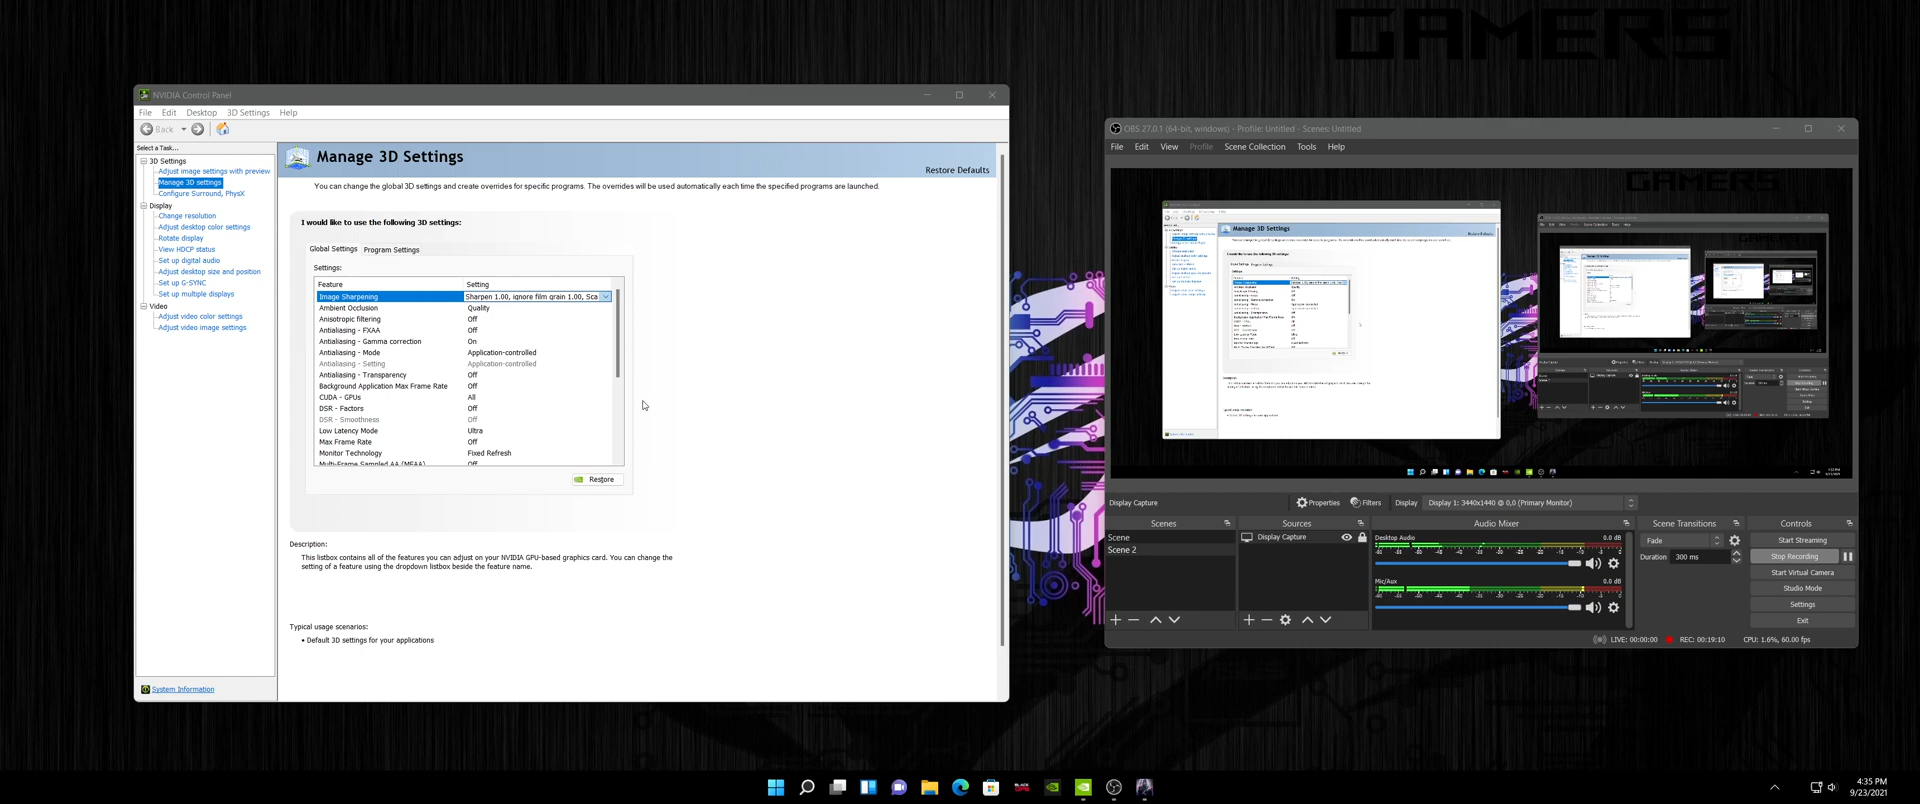 GAMERS
NVIDIA Control Panel
File Edit Desktop 3D Settings Help
Back
Select a Task...
3D Settings
Adjust image settings with preview
Manage 3D settings
Configure Surround, PhysX
Display
Change resolution
Adjust desktop color settings
Rotate display
View HDCP status
Set up digital audio
Adjust desktop size and position
Set up G-SYNC
Set up multiple displays
Video
Adjust video color settings
Adjust video image settings
System Information
Manage 3D Settings
Restore Defaults
You can change the global 3D settings and create overrides for specific programs. The overrides will be used automatically each time the specified programs are launched.
I would like to use the following 3D settings:
Global Settings Program Settings
Settings:
Feature Setting
Image Sharpening Sharpen 1.00, ignore film grain 1.00, Sca
Ambient Occlusion Quality
Anisotropic filtering Off
Antialiasing - FXAA Off
Antialiasing - Gamma correction On
Antialiasing - Mode Application-controlled
Antialiasing - Setting Application-controlled
Antialiasing - Transparency Off
Background Application Max Frame Rate Off
CUDA - GPUs All
DSR - Factors Off
DSR - Smoothness Off
Low Latency Mode Ultra
Max Frame Rate Off
Monitor Technology Fixed Refresh
Multi-Frame Sampled AA (MFAA) Off
Restore
Description:
This listbox contains all of the features you can adjust on your NVIDIA GPU-based graphics card. You can change the
setting of a feature using the dropdown listbox beside the feature name.
Typical usage scenarios:
• Default 3D settings for your applications
OBS 27.0.1 (64-bit, windows) - Profile: Untitled - Scenes: Untitled
File Edit View Profile Scene Collection Tools Help
GAMERS
Manage 3D Settings
Display Capture Properties Filters Display Display 1: 3440x1440 @ 0,0 (Primary Monitor)
Scenes Sources Audio Mixer Scene Transitions Controls
Scene
Scene 2
Display Capture
Desktop Audio 0.0 dB
Mic/Aux 0.0 dB
Fade
Duration 300 ms
Start Streaming
Stop Recording
Start Virtual Camera
Studio Mode
Settings
Exit
LIVE: 00:00:00 REC: 00:19:10 CPU: 1.6%, 60.00 fps
4:35 PM
9/23/2021